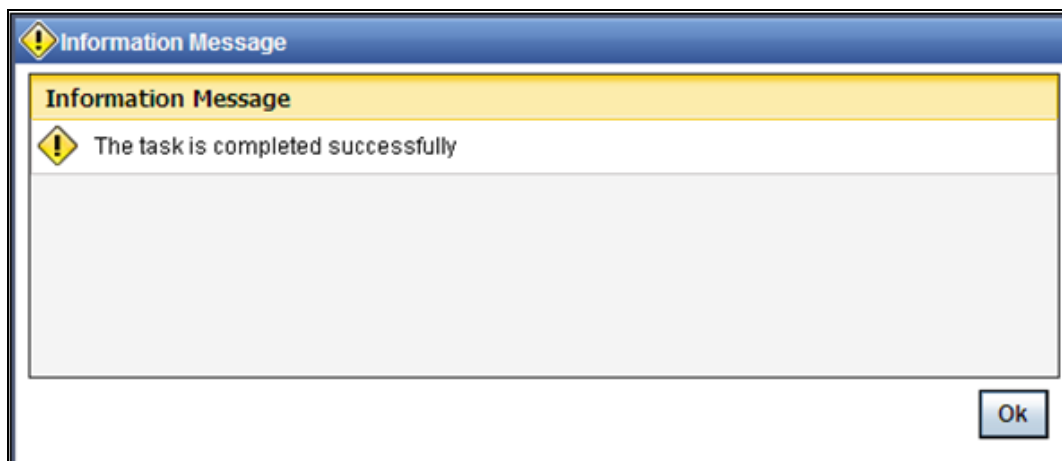 Information Message
Information Message
The task is completed successfully
Ok